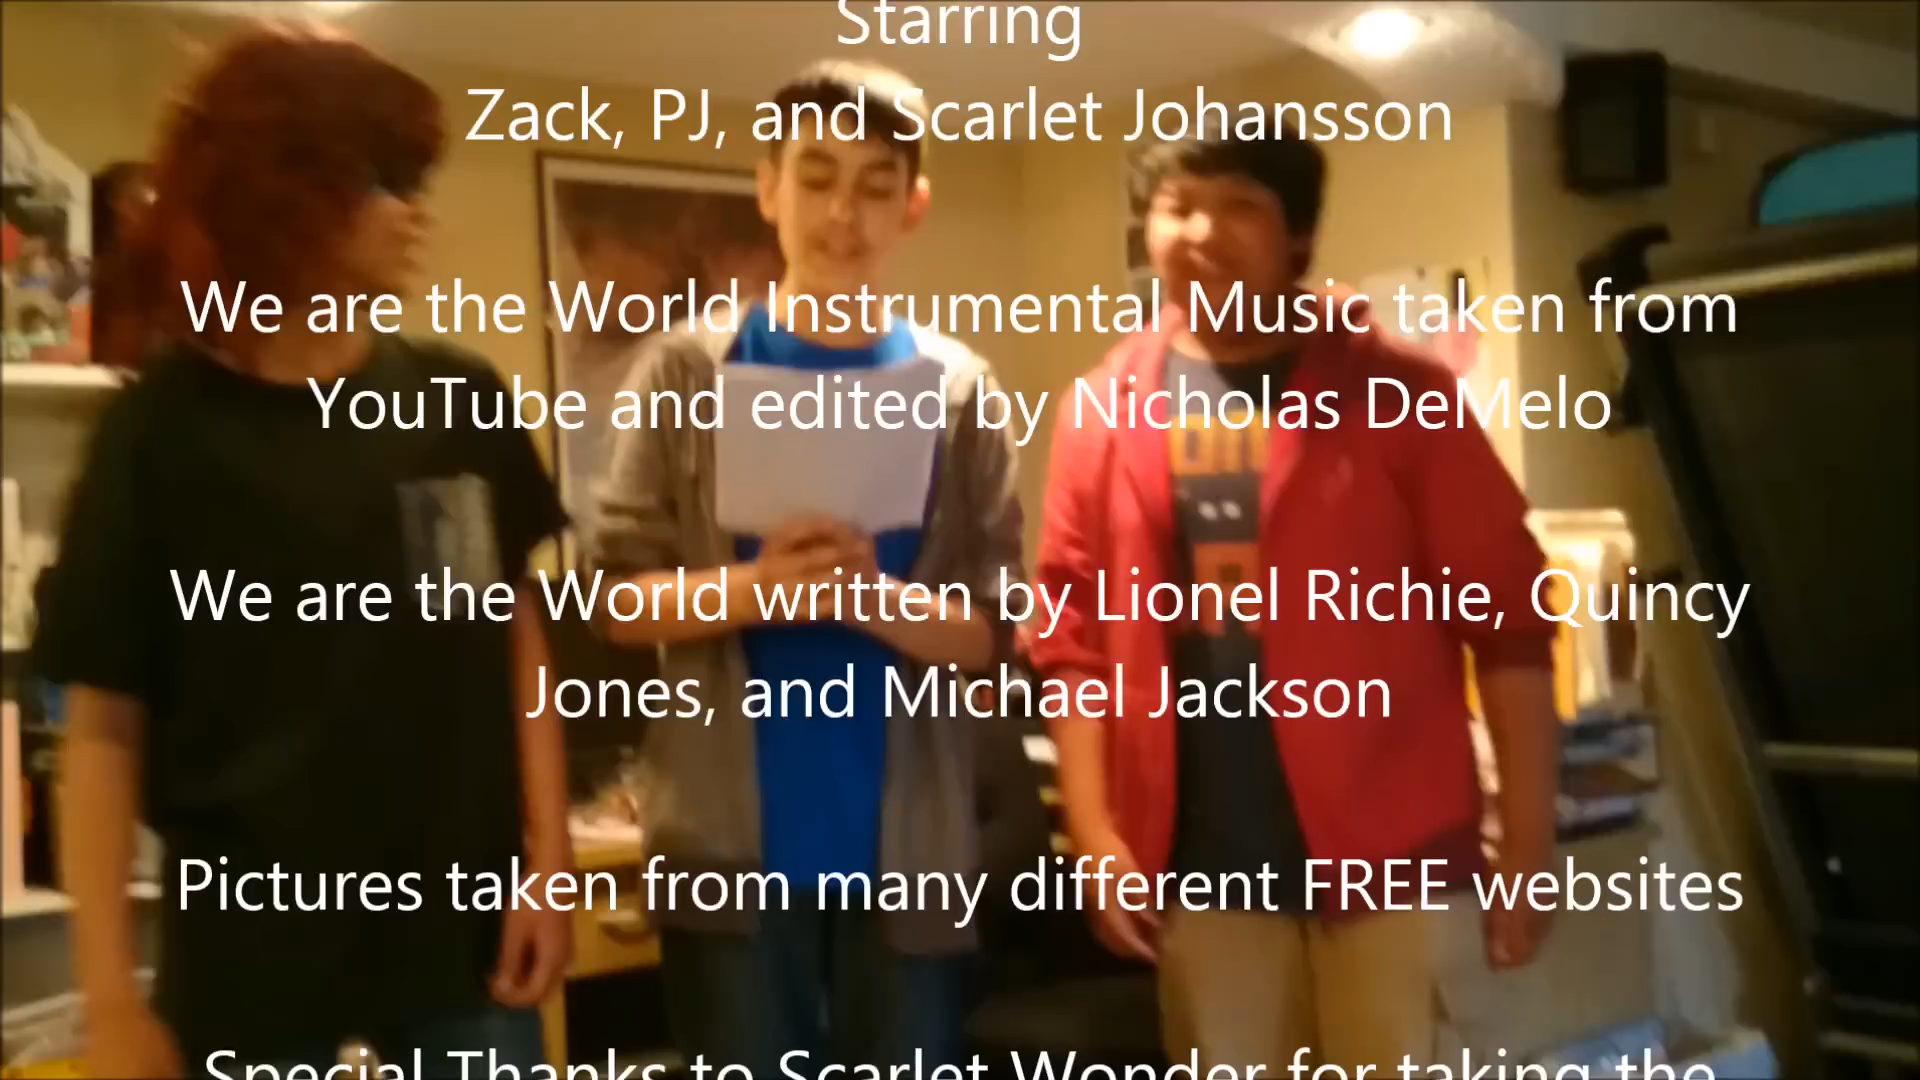 Starring
Zack, PJ, and Scarlet Johansson
We are the World Instrumental Music taken from
YouTube and edited by Nicholas DeMelo
We are the World written by Lionel Richie, Quincy
Jones, and Michael Jackson
Pictures taken from many different FREE websites
Special Thanks to Scarlet Wonder for taking the